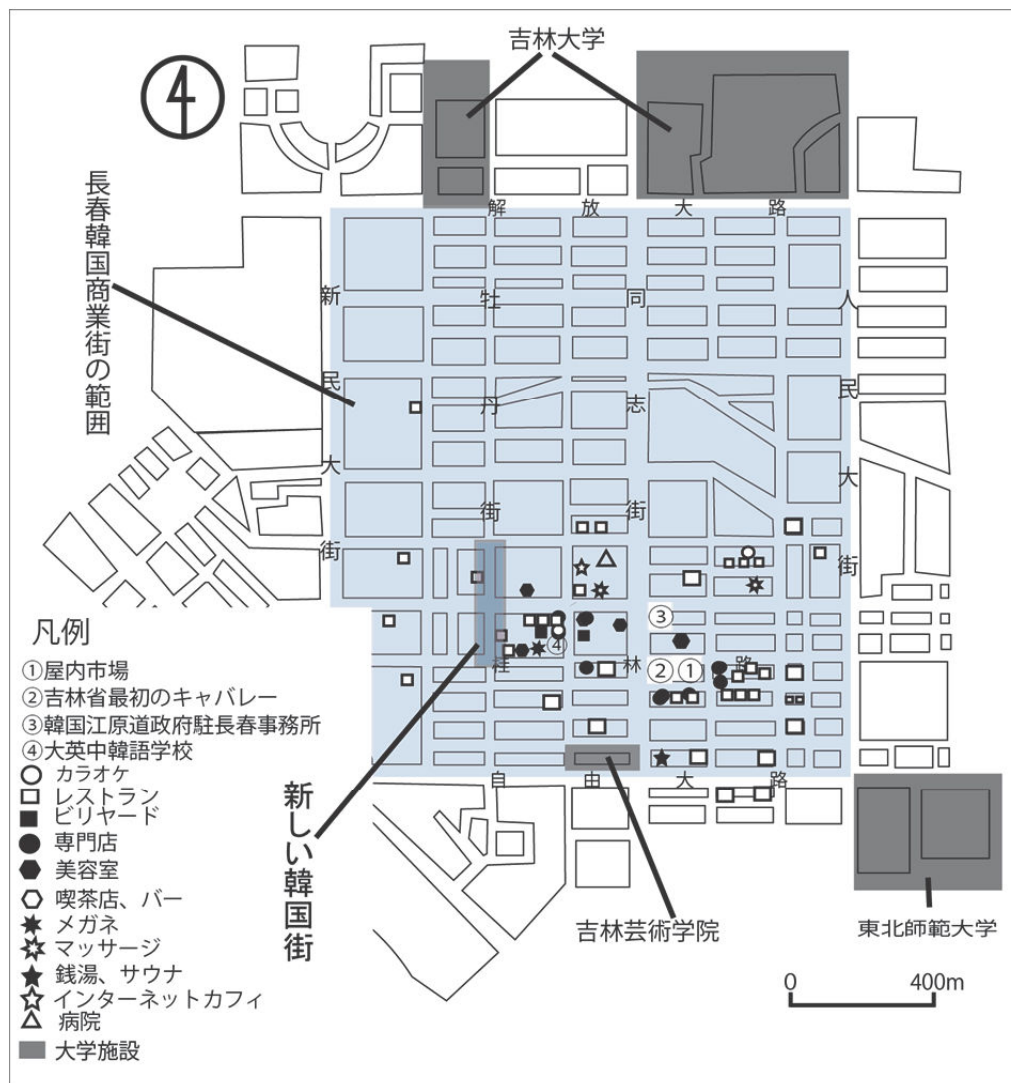 吉林大学
長春韓国商業街の範囲
解放大路
新民大街
牡丹街
同志街
人民大街
③
④
桂林路
②①
自由大路
新しい韓国街
吉林芸術学院
東北師範大学
0 400m
凡例
①屋内市場
②吉林省最初のキャバレー
③韓国江原道政府駐長春事務所
④大英中韓語学校
カラオケ
レストラン
ビリヤード
専門店
美容室
喫茶店、バー
メガネ
マッサージ
銭湯、サウナ
インターネットカフィ
病院
大学施設